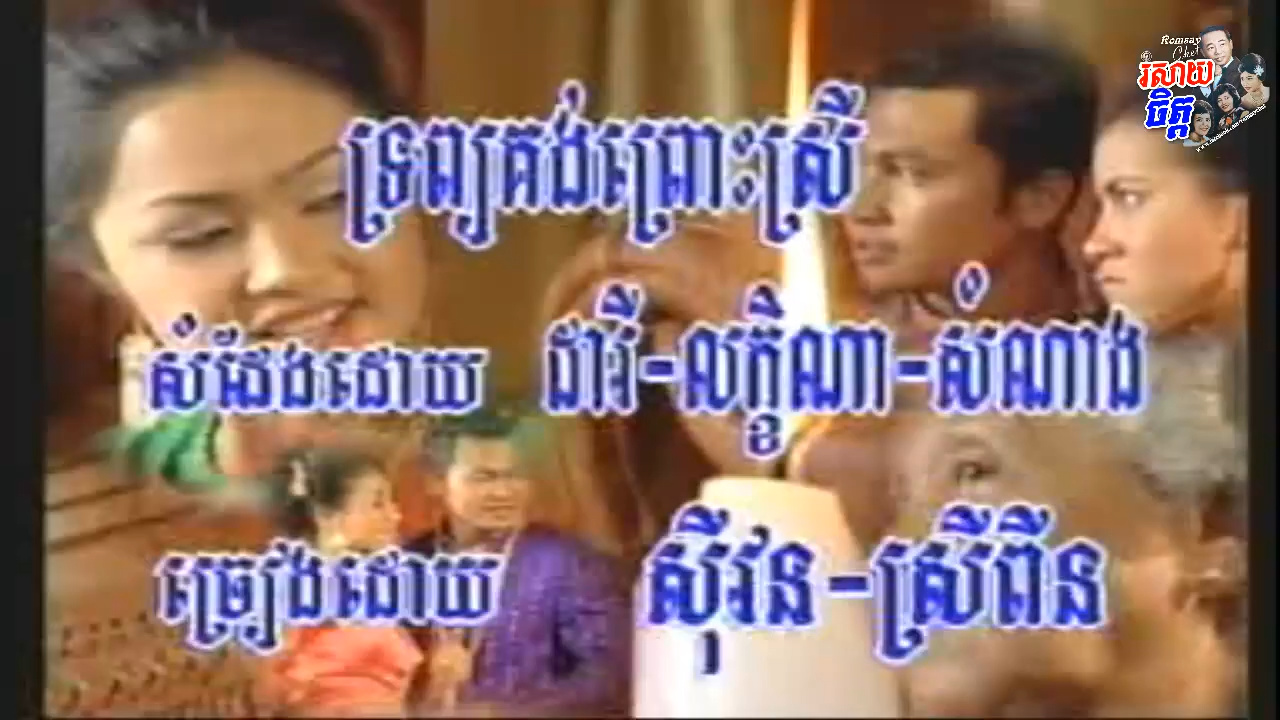 ទ្រព្យគង់ព្រោះស្រី
សំដែងដោយ ដារី-លក្ខិណា-សំណាង
ច្រៀងដោយ ស៊ីវន-ស្រីពីន
Romsay
Chet
រសាយ
ចិត្ត